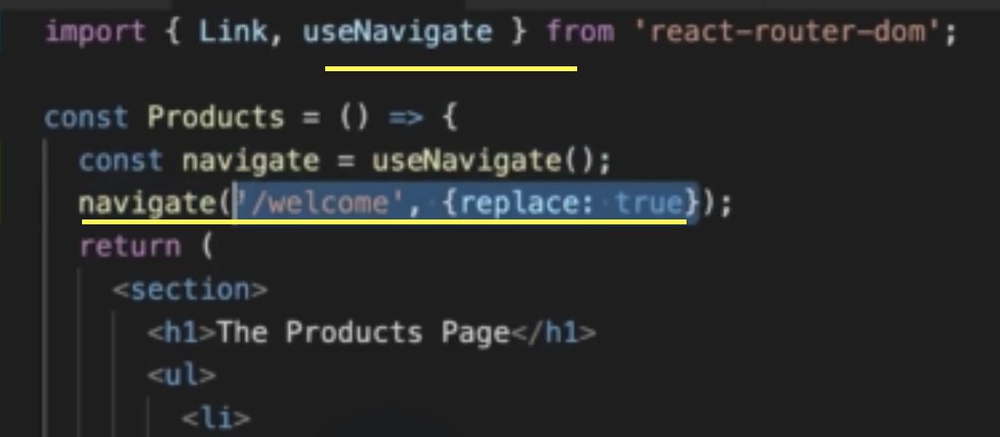 import { Link, useNavigate } from 'react-router-dom';
const Products = () => {
const navigate = useNavigate();
navigate('/welcome', {replace: true});
return (
<section>
<h1>The Products Page</h1>
<ul>
<li>